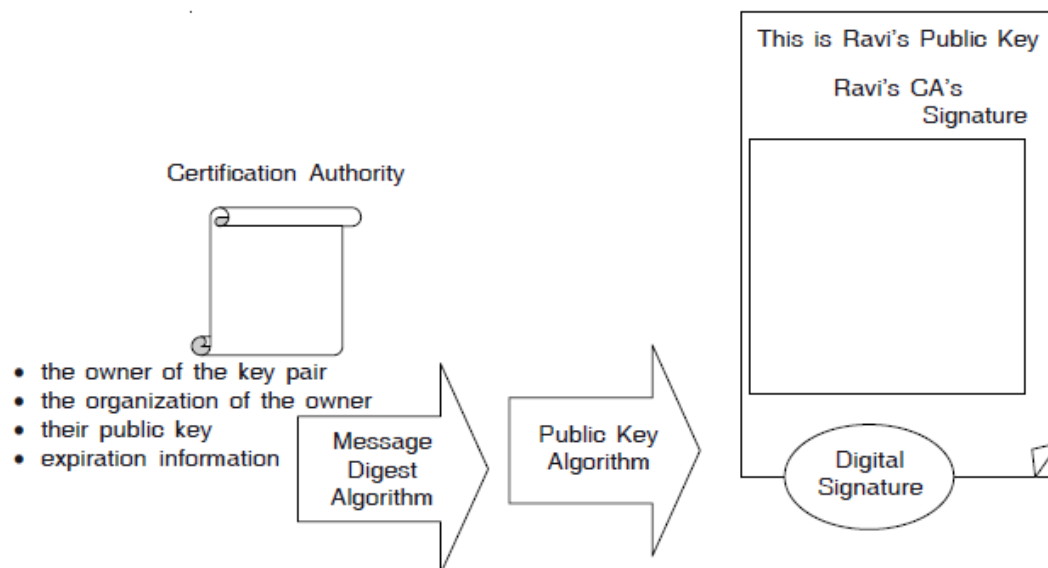 This is Ravi's Public Key
Ravi's CA's
Signature
Certification Authority
• the owner of the key pair
• the organization of the owner
• their public key
• expiration information
Message
Digest
Algorithm
Public Key
Algorithm
Digital
Signature